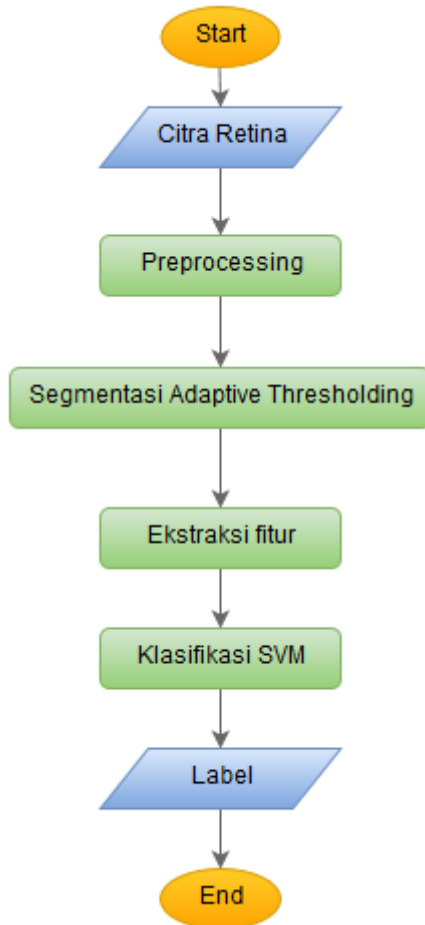 Start
Citra Retina
Preprocessing
Segmentasi Adaptive Thresholding
Ekstraksi fitur
Klasifikasi SVM
Label
End